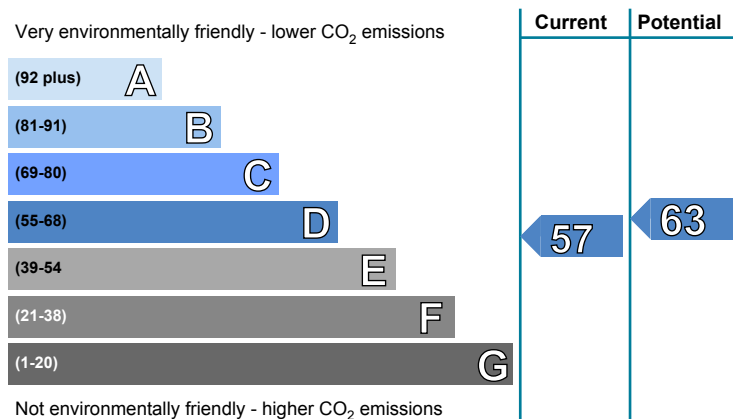 Very environmentally friendly - lower CO₂ emissions
Current
Potential
(92 plus) A
(81-91) B
(69-80) C
(55-68) D
(39-54 E
(21-38) F
(1-20) G
57
63
Not environmentally friendly - higher CO₂ emissions